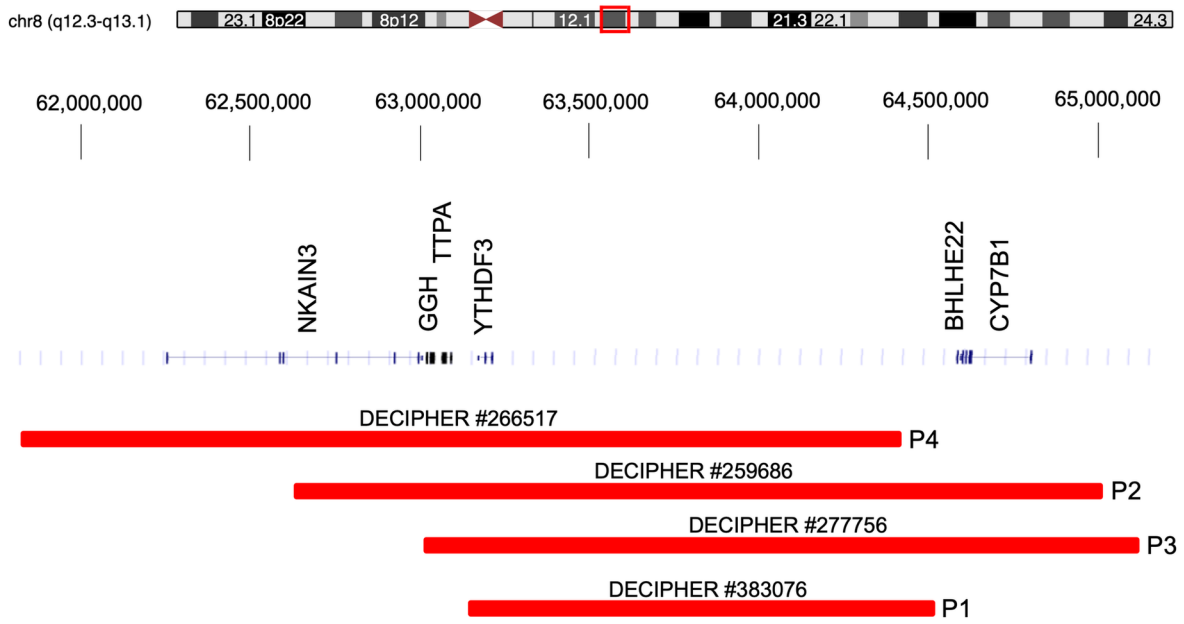 chr8 (q12.3-q13.1) 23.1 8p22 8p12 12.1 21.3 22.1 24.3
62,000,000 62,500,000 63,000,000 63,500,000 64,000,000 64,500,000 65,000,000
NKAIN3
GGH
TTPA
YTHDF3
BHLHE22
CYP7B1
DECIPHER #266517
P4
DECIPHER #259686
P2
DECIPHER #277756
P3
DECIPHER #383076
P1